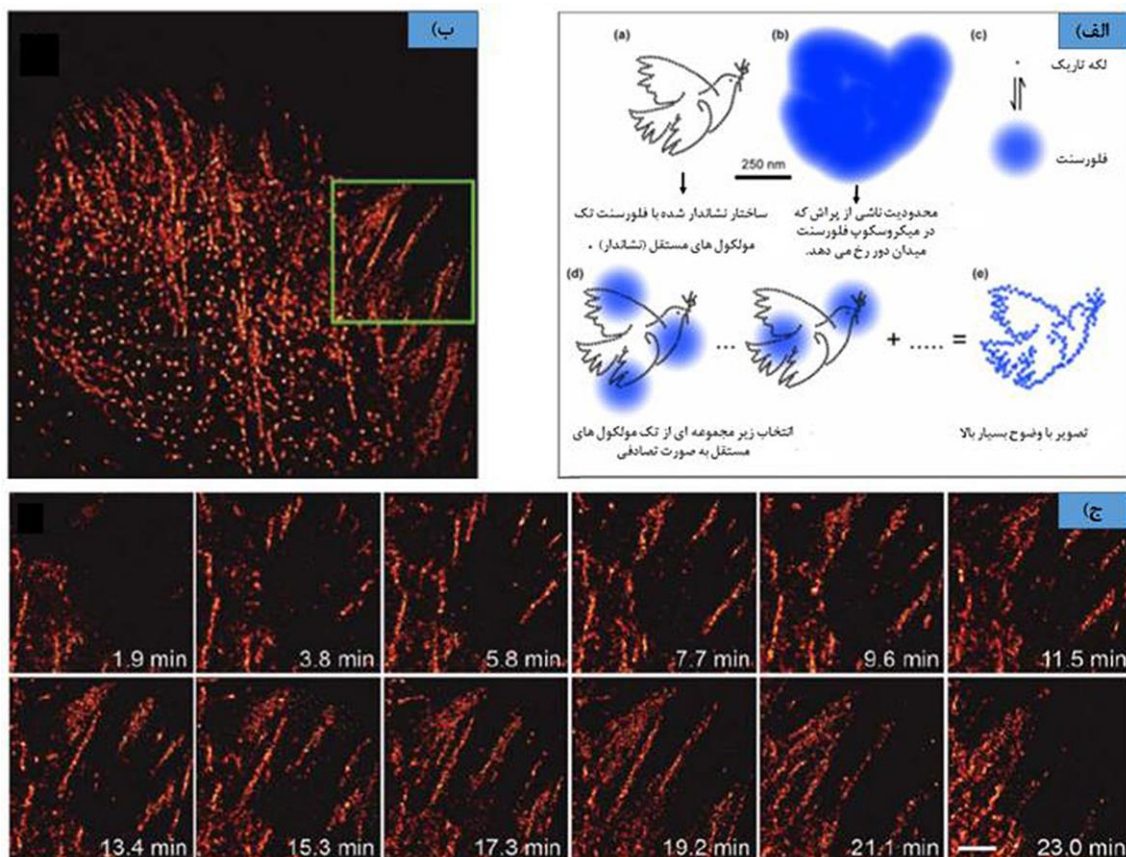 الف)
(a)
(b)
(c)
لکه تاریک
فلورسنت
250 nm
ساختار نشاندار شده با فلورسنت تک
مولکول های مستقل (نشاندار) .
محدودیت ناشی از پراش که
در میکروسکوپ فلورسنت
میدان دور رخ می دهد.
(d)
(e)
... + ..... =
انتخاب زیر مجموعه ای از تک مولکول های
مستقل به صورت تصادفی
تصویر با وضوح بسیار بالا
ب)
ج)
1.9 min
3.8 min
5.8 min
7.7 min
9.6 min
11.5 min
13.4 min
15.3 min
17.3 min
19.2 min
21.1 min
23.0 min